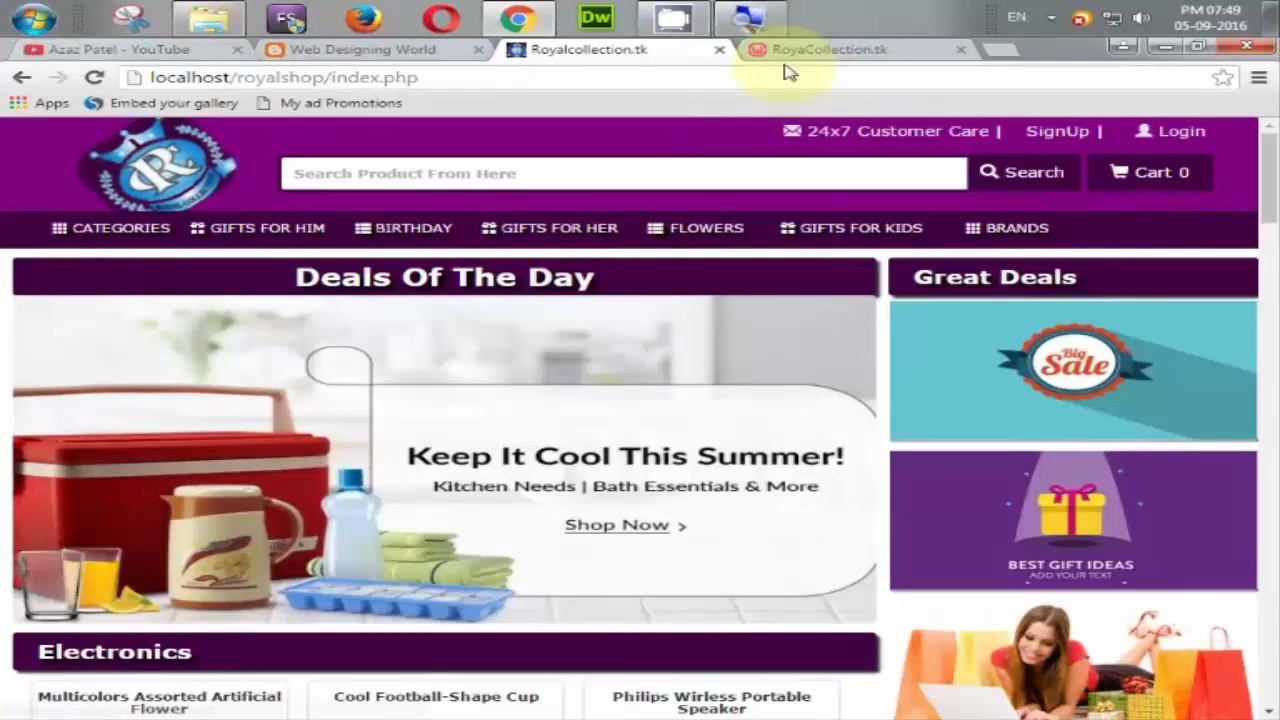 PM 07:49
EN
05-09-2016
Dw
Azaz Patel - YouTube
Web Designing World
Royalcollection.tk
RoyaCollection.tk
localhost/royalshop/index.php
Apps
Embed your gallery
My ad Promotions
24x7 Customer Care |
SignUp |
Login
Search Product From Here
Search
Cart 0
CATEGORIES
GIFTS FOR HIM
BIRTHDAY
GIFTS FOR HER
FLOWERS
GIFTS FOR KIDS
BRANDS
Deals Of The Day
Great Deals
Big
Sale
Keep It Cool This Summer!
Kitchen Needs | Bath Essentials & More
Shop Now >
BEST GIFT IDEAS
ADD YOUR TEXT
Electronics
Multicolors Assorted Artificial
Flower
Cool Football-Shape Cup
Philips Wirless Portable
Speaker